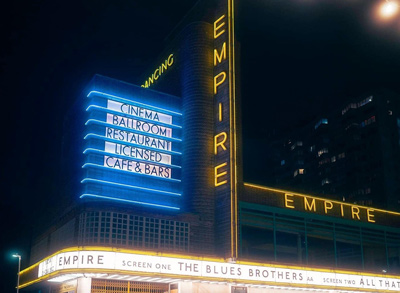 DANCING
EMPIRE
CINEMA
BALLROOM
RESTAURANT
LICENSED
CAFE & BARS
EMPIRE
EMPIRE SCREEN ONE THE BLUES BROTHERS AA SCREEN TWO ALL THAT